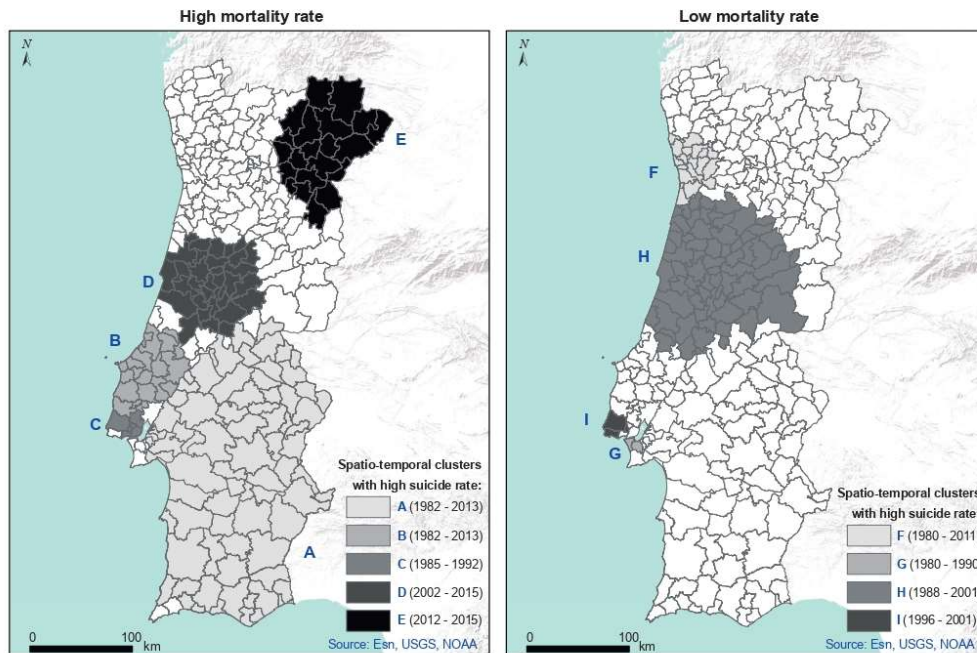 High mortality rate
N
E
D
B
C
A
Spatio-temporal clusters
with high suicide rate:
A (1982 - 2013)
B (1982 - 2013)
C (1985 - 1992)
D (2002 - 2015)
E (2012 - 2015)
0 100
km
Source: Esn, USGS, NOAA
Low mortality rate
N
F
H
I
G
Spatio-temporal clusters
with high suicide rate
F (1980 - 2011)
G (1980 - 1990)
H (1988 - 2001)
I (1996 - 2001)
0 100
km
Source: Esn, USGS, NOAA